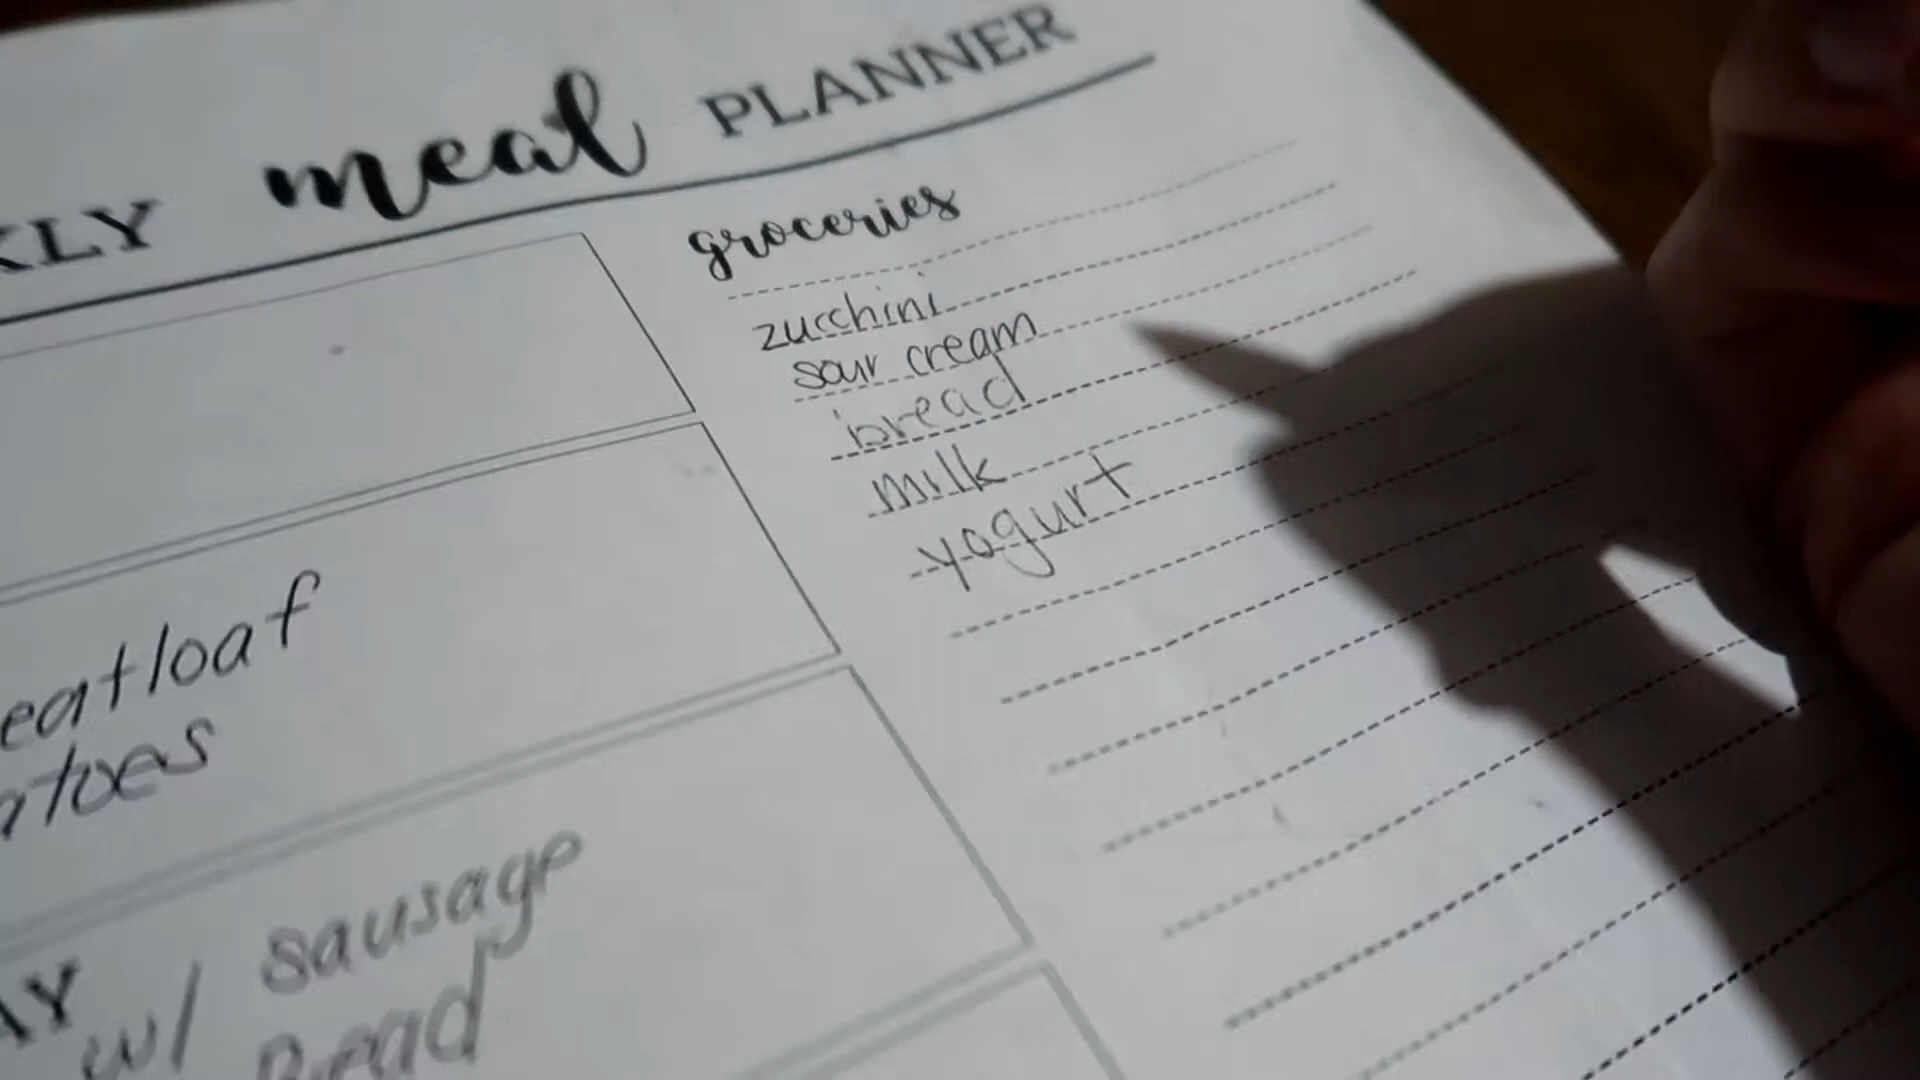 KLY meal PLANNER
groceries
zucchini
sour cream
bread
milk
yogurt
eatloaf
atoes
AY
w/ sausage
Bread